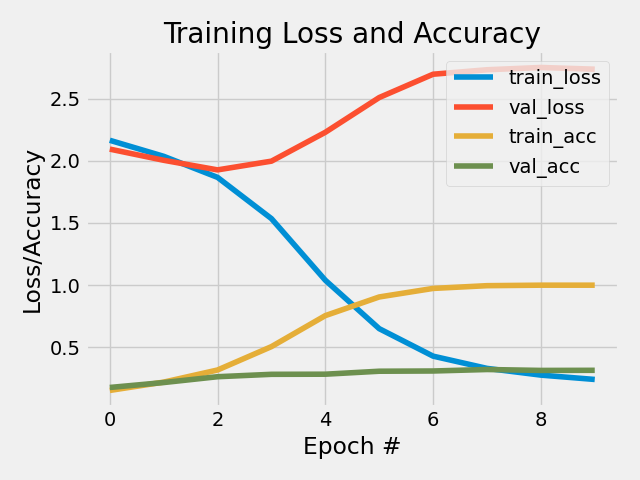 Training Loss and Accuracy
train_loss
val_loss
train_acc
val_acc
Loss/Accuracy
2.5
2.0
1.5
1.0
0.5
0 2 4 6 8
Epoch #